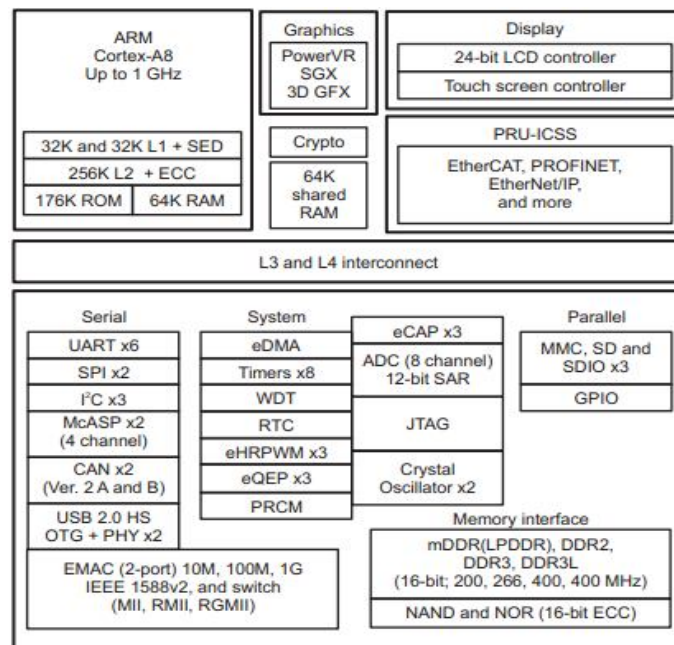 ARM
Cortex-A8
Up to 1 GHz
32K and 32K L1 + SED
256K L2 + ECC
176K ROM
64K RAM
Graphics
PowerVR
SGX
3D GFX
Crypto
64K
shared
RAM
Display
24-bit LCD controller
Touch screen controller
PRU-ICSS
EtherCAT, PROFINET,
EtherNet/IP,
and more
L3 and L4 interconnect
Serial
UART x6
SPI x2
I²C x3
McASP x2
(4 channel)
CAN x2
(Ver. 2 A and B)
USB 2.0 HS
OTG + PHY x2
EMAC (2-port) 10M, 100M, 1G
IEEE 1588v2, and switch
(MII, RMII, RGMII)
System
eDMA
Timers x8
WDT
RTC
eHRPWM x3
eQEP x3
PRCM
eCAP x3
ADC (8 channel)
12-bit SAR
JTAG
Crystal
Oscillator x2
Parallel
MMC, SD and
SDIO x3
GPIO
Memory interface
mDDR(LPDDR), DDR2,
DDR3, DDR3L
(16-bit; 200, 266, 400, 400 MHz)
NAND and NOR (16-bit ECC)